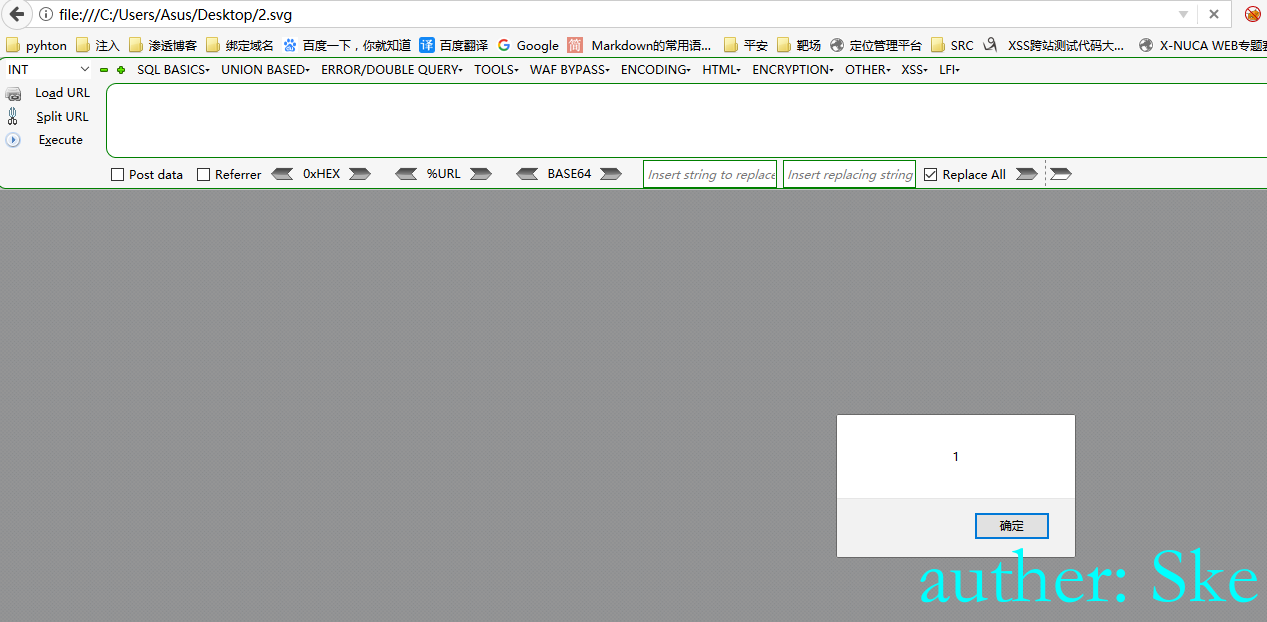 file:///C:/Users/Asus/Desktop/2.svg
pyhton 注入 渗透博客 绑定域名 百度一下，你就知道 译 百度翻译 G Google 简 Markdown的常用语... 平安 靶场 定位管理平台 SRC XSS跨站测试代码大... X-NUCA WEB专题
INT SQL BASICS UNION BASED ERROR/DOUBLE QUERY TOOLS WAF BYPASS ENCODING HTML ENCRYPTION OTHER XSS LFI
Load URL
Split URL
Execute
Post data Referrer 0xHEX %URL BASE64 Insert string to replace Insert replacing string Replace All
1
确定
auther: Ske